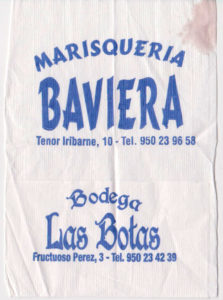 MARISQUERIA
BAVIERA
Tenor Iribarne, 10 - Tel. 950 23 96 58
Bodega
Las Botas
Fructuoso Perez, 3 - Tel. 950 23 42 39